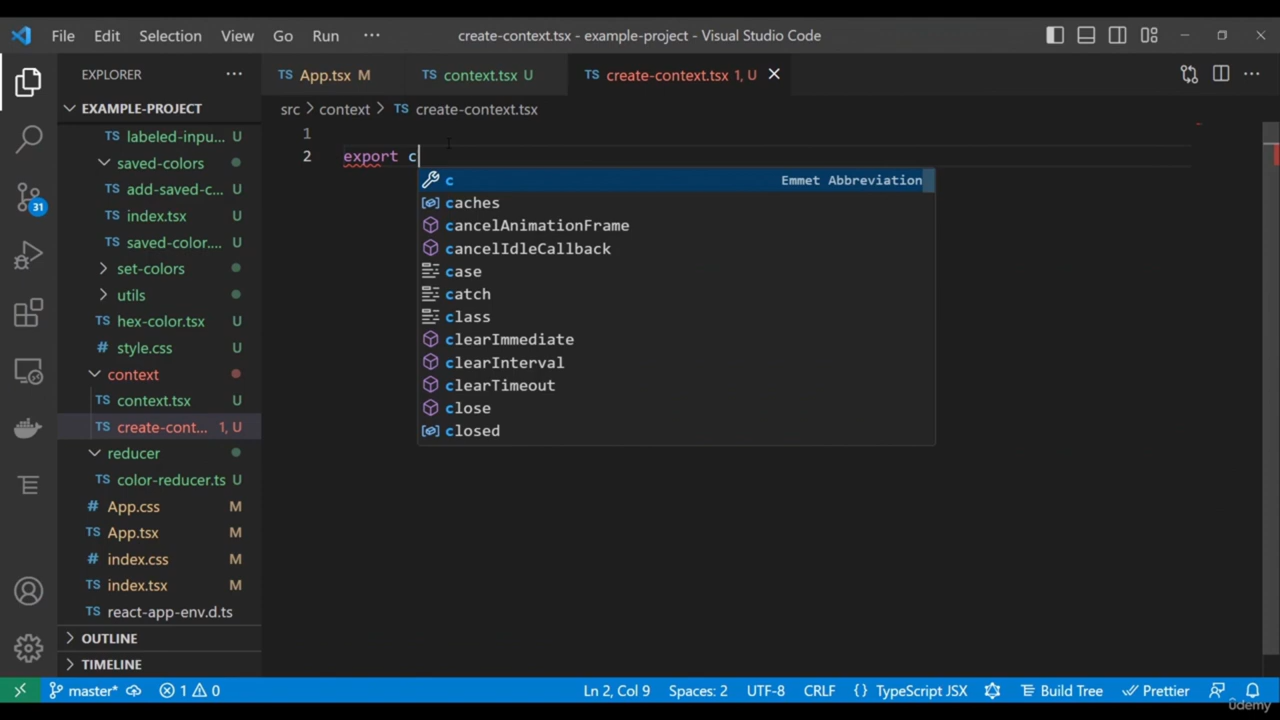 File Edit Selection View Go Run ··· create-context.tsx - example-project - Visual Studio Code
EXPLORER ···
TS App.tsx M TS context.tsx U TS create-context.tsx 1, U
EXAMPLE-PROJECT
src > context > TS create-context.tsx
TS labeled-inpu... U
saved-colors
TS add-saved-c... U
TS index.tsx U
TS saved-color.... U
set-colors
utils
TS hex-color.tsx U
# style.css U
context
TS context.tsx U
TS create-cont... 1, U
reducer
TS color-reducer.ts U
# App.css M
TS App.tsx M
# index.css M
TS index.tsx M
react-app-env.d.ts
OUTLINE
TIMELINE
31
1
2 export c
c Emmet Abbreviation
caches
cancelAnimationFrame
cancelIdleCallback
case
catch
class
clearImmediate
clearInterval
clearTimeout
close
closed
master* 1 0 Ln 2, Col 9 Spaces: 2 UTF-8 CRLF {} TypeScript JSX Build Tree Prettier
ûdemy